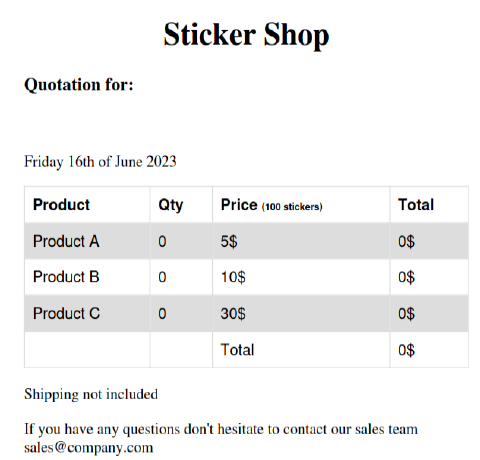 Sticker Shop
Quotation for:
Friday 16th of June 2023
Product Qty Price (100 stickers) Total
Product A 0 5$ 0$
Product B 0 10$ 0$
Product C 0 30$ 0$
Total 0$
Shipping not included
If you have any questions don't hesitate to contact our sales team
sales@company.com